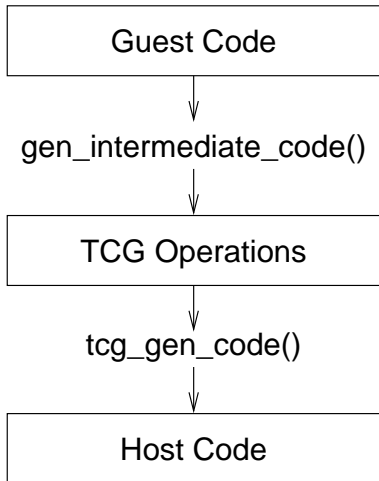 Guest Code
gen_intermediate_code()
TCG Operations
tcg_gen_code()
Host Code